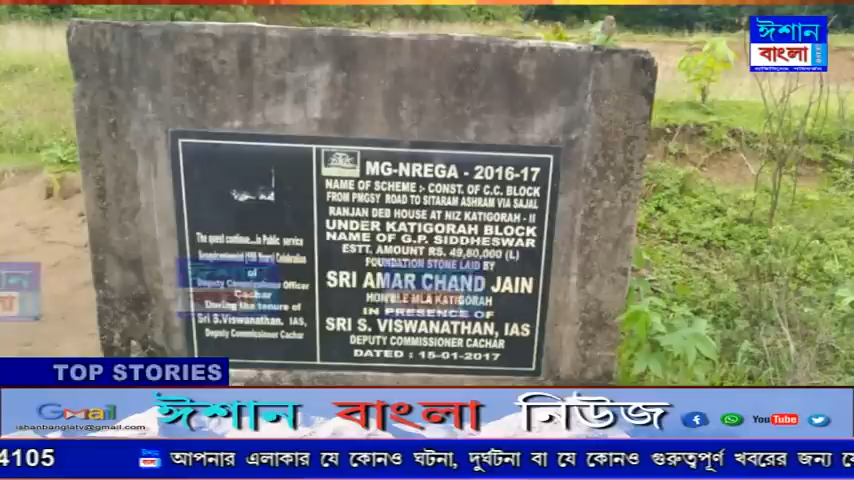 ঈশান
বাংলা
The quest continue...in Public service
of
Deputy Commissioner Officer
Cachar
During the tenure of
Sri S.Viswanathan, IAS,
Deputy Commissioner Cachar
MG-NREGA - 2016-17
NAME OF SCHEME :- CONST. OF C.C. BLOCK
FROM PMGSY ROAD TO SITARAM ASHRAM VIA SAJAL
RANJAN DEB HOUSE AT NIZ KATIGORAH - II
UNDER KATIGORAH BLOCK
NAME OF G.P. SIDDHESWAR
ESTT. AMOUNT RS. 49,80,000 (L)
FOUNDATION STONE LAID BY
SRI AMAR CHAND JAIN
HON'BLE MLA KATIGORAH
IN PRESENCE OF
SRI S. VISWANATHAN, IAS
DEPUTY COMMISSIONER CACHAR
DATED : 15-01-2017
TOP STORIES
Gmail
ishanbanglatv@gmail.com
ঈশান বাংলা নিউজ
YouTube
4105
আপনার এলাকার যে কোনও ঘটনা, দুর্ঘটনা বা যে কোনও গুরুত্বপূর্ণ খবরের জন্য